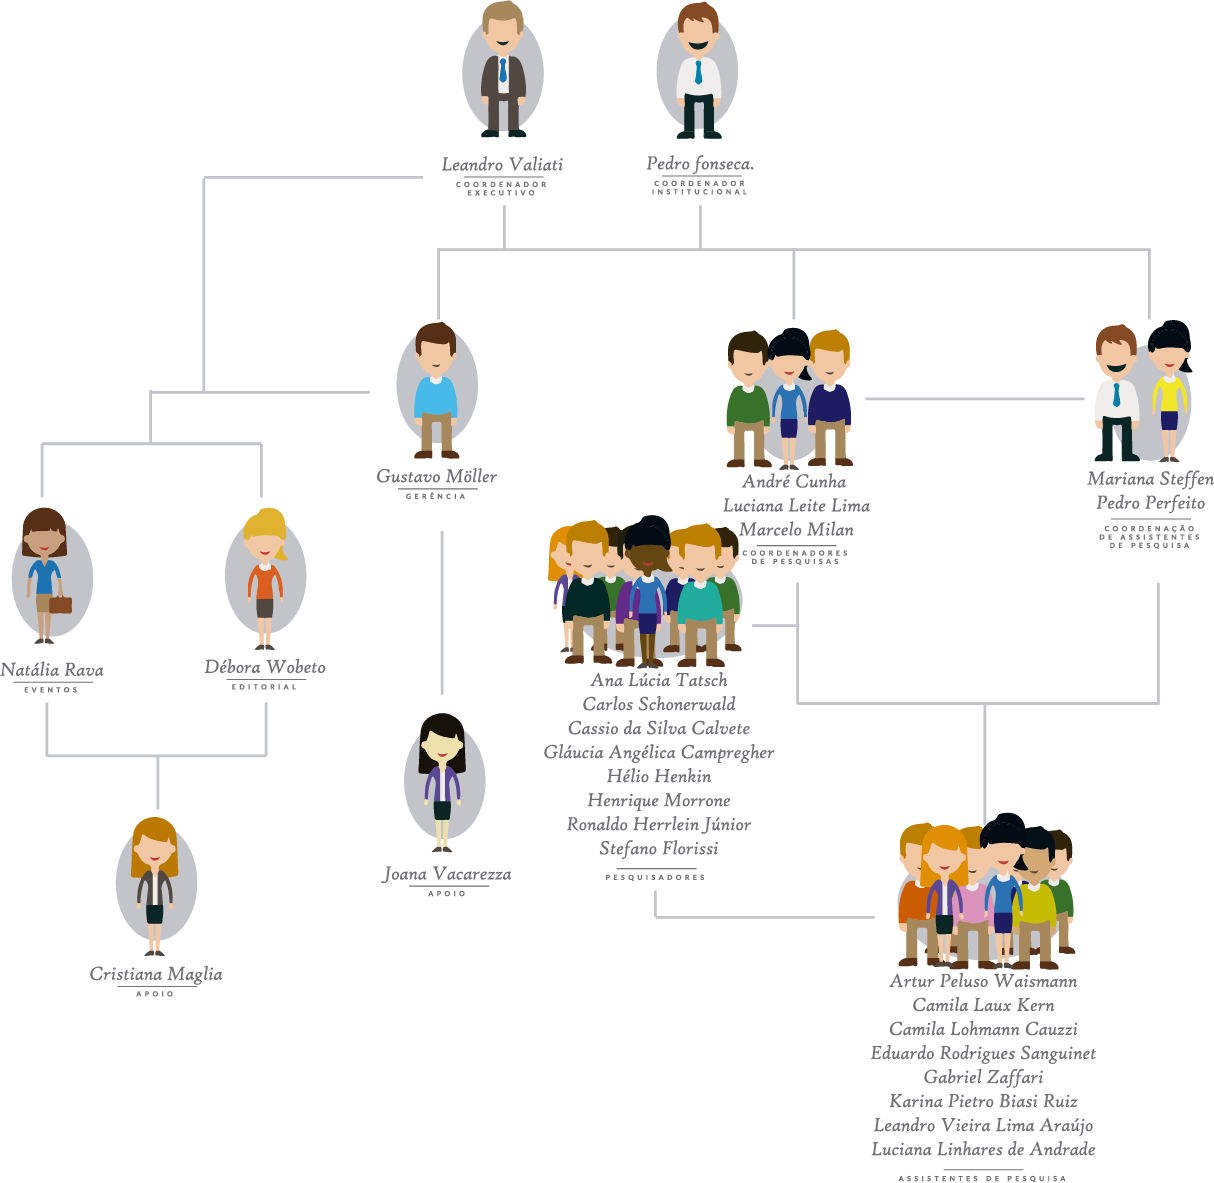 Leandro Valiati
COORDENADOR
EXECUTIVO
Pedro fonseca.
COORDENADOR
INSTITUCIONAL
Gustavo Möller
GERÊNCIA
André Cunha
Luciana Leite Lima
Marcelo Milan
COORDENADORES
DE PESQUISAS
Mariana Steffen
Pedro Perfeito
COORDENAÇÃO
DE ASSISTENTES
DE PESQUISA
Natália Rava
EVENTOS
Débora Wobeto
EDITORIAL
Ana Lúcia Tatsch
Carlos Schonerwald
Cassio da Silva Calvete
Gláucia Angélica Campregher
Hélio Henkin
Henrique Morrone
Ronaldo Herrlein Júnior
Stefano Florissi
PESQUISADORES
Joana Vacarezza
APOIO
Cristiana Maglia
APOIO
Artur Peluso Waismann
Camila Laux Kern
Camila Lohmann Cauzzi
Eduardo Rodrigues Sanguinet
Gabriel Zaffari
Karina Pietro Biasi Ruiz
Leandro Vieira Lima Araújo
Luciana Linhares de Andrade
ASSISTENTES DE PESQUISA